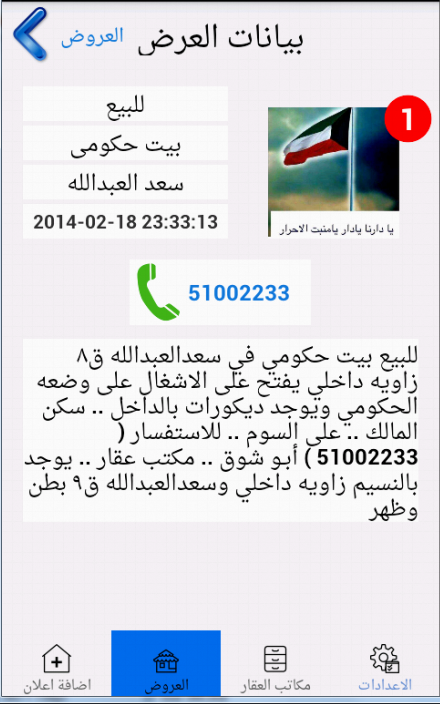 بيانات العرض
العروض
للبيع
بيت حكومى
سعد العبدالله
2014-02-18 23:33:13
1
يا دارنا يادار يامنبت الاحرار
51002233
للبيع بيت حكومي في سعدالعبدالله ق٨
زاويه داخلي يفتح على الاشغال على وضعه
الحكومي ويوجد ديكورات بالداخل .. سكن
المالك .. على السوم .. للاستفسار (
51002233 ) أبو شوق .. مكتب عقار .. يوجد
بالنسيم زاويه داخلي وسعدالعبدالله ق٩ بطن
وظهر
الاعدادات
مكاتب العقار
العروض
اضافة اعلان